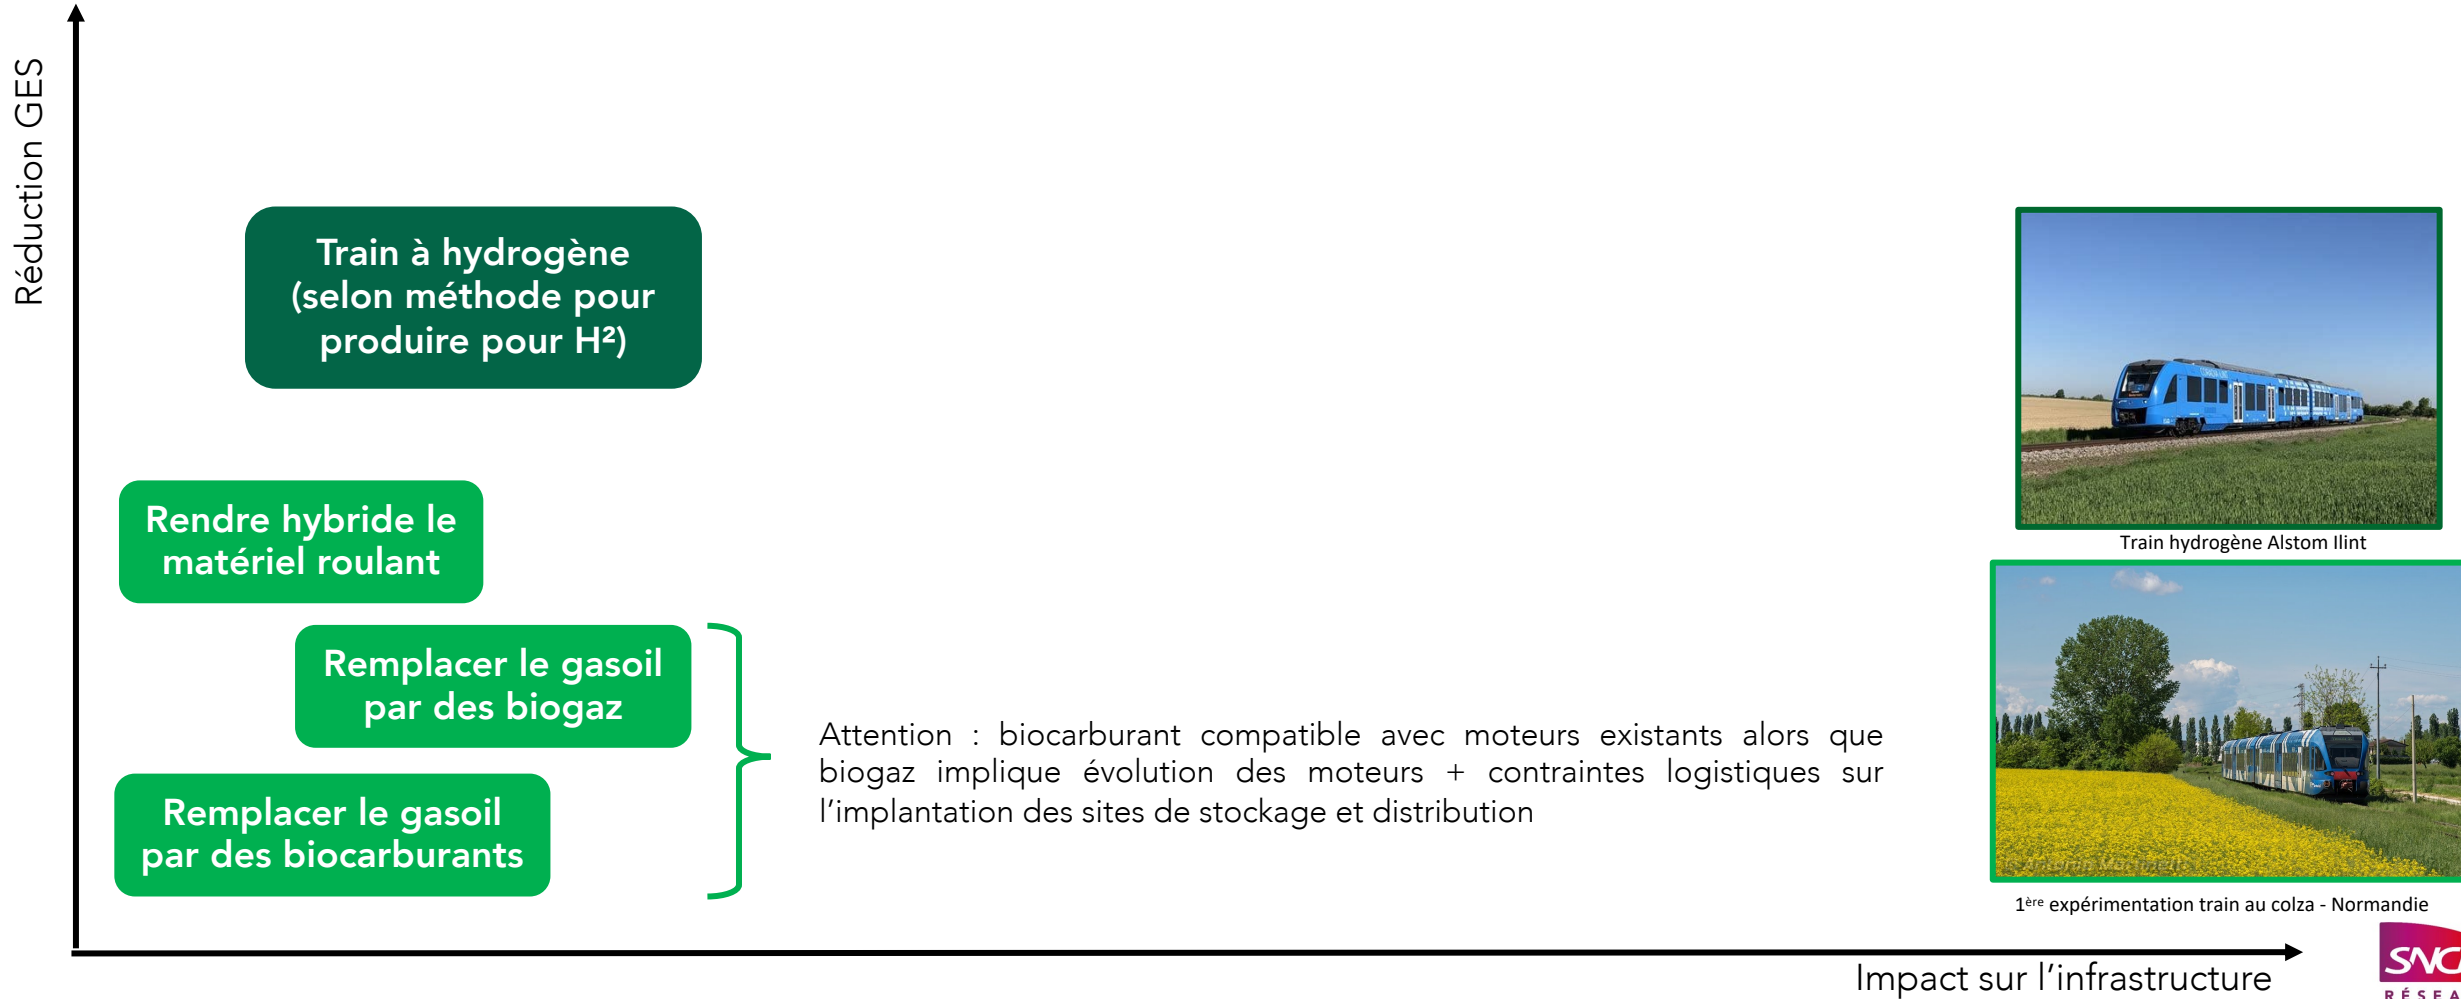 Réduction GES
Train à hydrogène
(selon méthode pour
produire pour H²)
Rendre hybride le
matériel roulant
Remplacer le gasoil
par des biogaz
Remplacer le gasoil
par des biocarburants
Attention : biocarburant compatible avec moteurs existants alors que
biogaz implique évolution des moteurs + contraintes logistiques sur
l'implantation des sites de stockage et distribution
Train hydrogène Alstom Ilint
1ère expérimentation train au colza - Normandie
Impact sur l'infrastructure